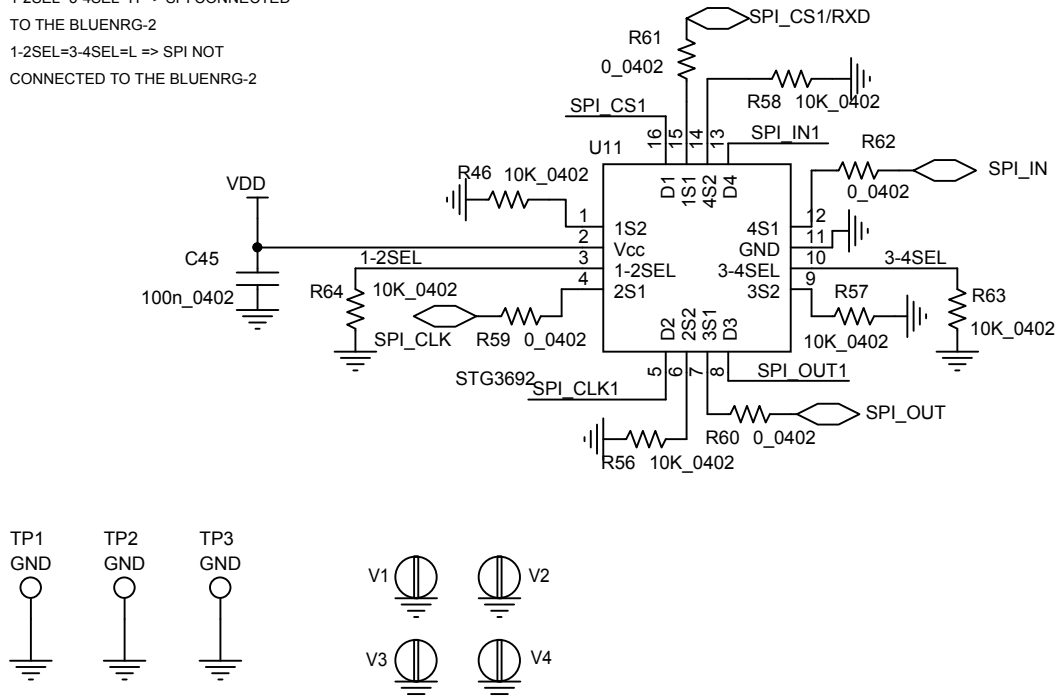 TO THE BLUENRG-2
1-2SEL=3-4SEL=L => SPI NOT
CONNECTED TO THE BLUENRG-2
SPI_CS1/RXD
R61
0_0402
R58 10K_0402
SPI_CS1
16
15
14
13
SPI_IN1
U11
R62
D1
1S1
4S2
D4
SPI_IN
0_0402
R46 10K_0402
VDD
1
1S2
4S1
12
2
Vcc
GND
11
1-2SEL
3
1-2SEL
3-4SEL
10
3-4SEL
C45
100n_0402
R64
10K_0402
4
2S1
3S2
9
R57
R63
10K_0402
10K_0402
SPI_CLK
R59 0_0402
D2
2S2
3S1
D3
STG3692
5
6
7
8
SPI_CLK1
SPI_OUT1
SPI_OUT
R60 0_0402
R56 10K_0402
TP1
TP2
TP3
GND
GND
GND
V1
V2
V3
V4